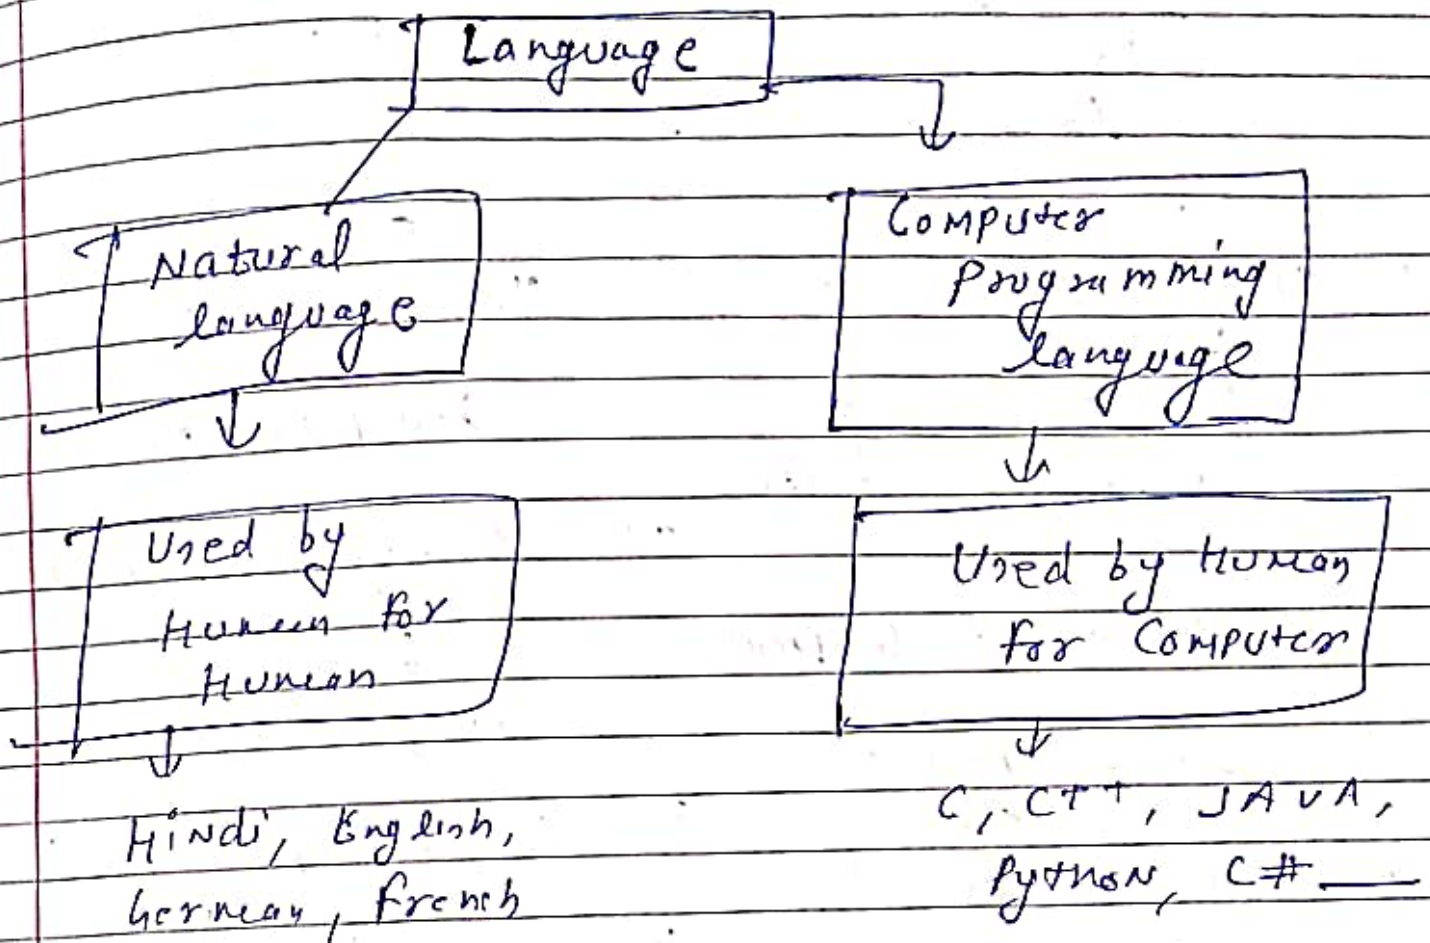 Language
Natural
language
Computer
Programming
language
Used by
Human for
Human
Used by Human
for Computer
Hindi, English,
German, French
C, C++, JAVA,
Python, C#